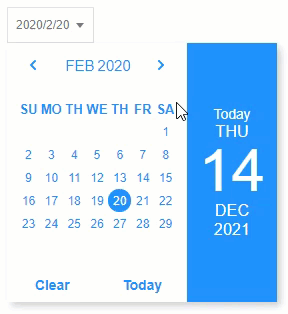 2020/2/20
FEB 2020
SU MO TH WE TH FR SA
1
2 3 4 5 6 7 8
9 10 11 12 13 14 15
16 17 18 19 20 21 22
23 24 25 26 27 28 29
Clear Today
Today
THU
14
DEC
2021